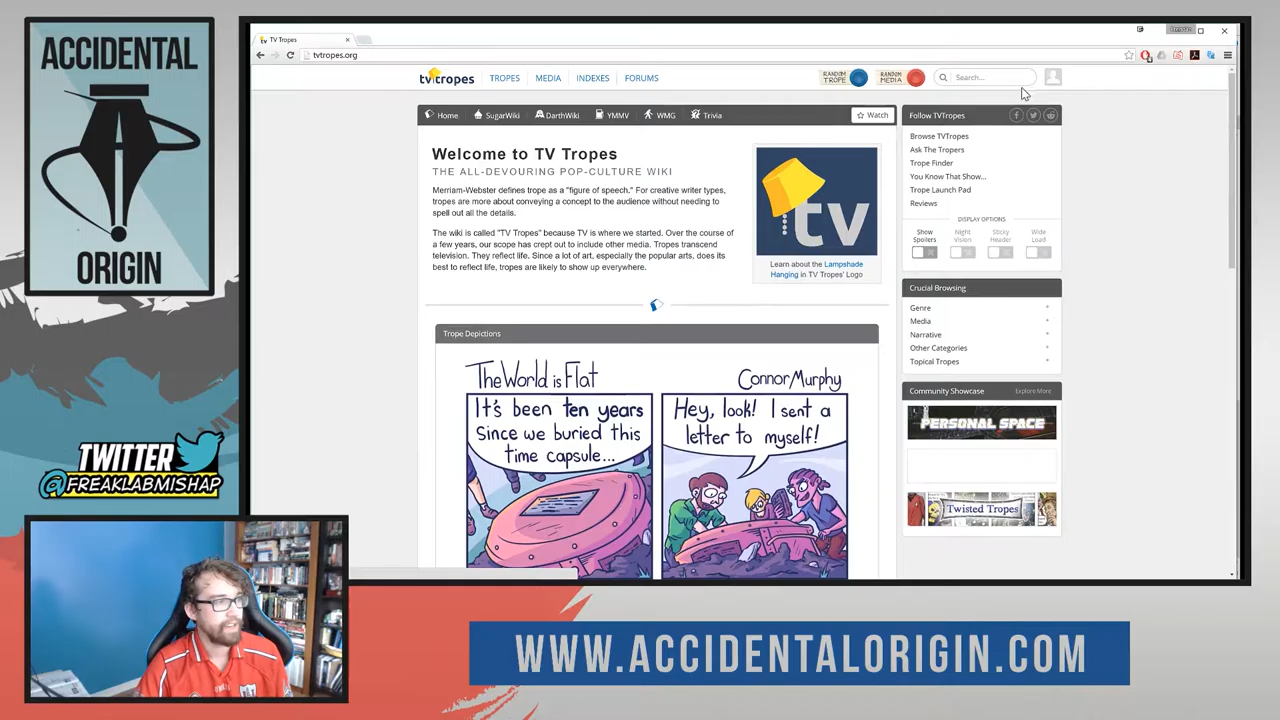 ACCIDENTAL
ORIGIN
TWITTER
@FREAKLABMISHAP
TV Tropes
tvtropes.org
tvtropes
TROPES
MEDIA
INDEXES
FORUMS
RANDOM TROPE
RANDOM MEDIA
Search...
Home
SugarWiki
DarthWiki
YMMV
WMG
Trivia
Watch
Welcome to TV Tropes
THE ALL-DEVOURING POP-CULTURE WIKI
Merriam-Webster defines trope as a "figure of speech." For creative writer types,
tropes are more about conveying a concept to the audience without needing to
spell out all the details.
The wiki is called "TV Tropes" because TV is where we started. Over the course of
a few years, our scope has crept out to include other media. Tropes transcend
television. They reflect life. Since a lot of art, especially the popular arts, does its
best to reflect life, tropes are likely to show up everywhere.
tv
Learn about the Lampshade
Hanging in TV Tropes' Logo
Trope Depictions
The World is Flat
Connor Murphy
It's been ten years
Since we buried this
time capsule...
Hey, look! I sent a
letter to myself!
Follow TVTropes
Browse TVTropes
Ask The Tropers
Trope Finder
You Know That Show...
Trope Launch Pad
Reviews
DISPLAY OPTIONS
Show
Spoilers
Night
Vision
Sticky
Header
Wide
Load
Crucial Browsing
Genre
Media
Narrative
Other Categories
Topical Tropes
Community Showcase
Explore More
PERSONAL SPACE
Twisted Tropes
WWW.ACCIDENTALORIGIN.COM